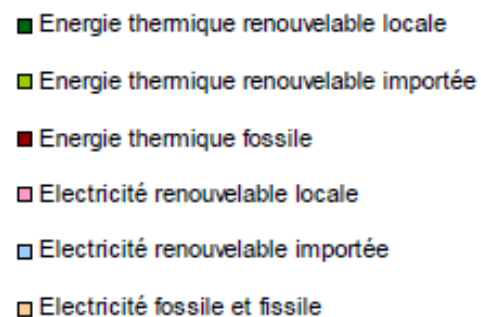 Energie thermique renouvelable locale
Energie thermique renouvelable importée
Energie thermique fossile
Electricité renouvelable locale
Electricité renouvelable importée
Electricité fossile et fissile